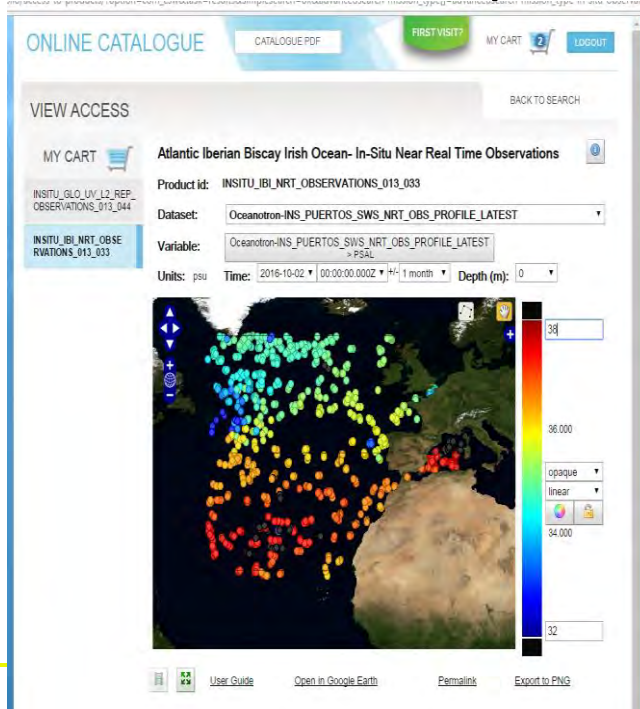 ONLINE CATALOGUE
CATALOGUE PDF
FIRST VISIT?
MY CART 2
LOGOUT
VIEW ACCESS
BACK TO SEARCH
MY CART
INSITU_GLO_UV_L2_REP_
OBSERVATIONS_013_044
INSITU_IBI_NRT_OBSE
RVATIONS_013_033
Atlantic Iberian Biscay Irish Ocean- In-Situ Near Real Time Observations
Product id: INSITU_IBI_NRT_OBSERVATIONS_013_033
Dataset: Oceanotron-INS_PUERTOS_SWS_NRT_OBS_PROFILE_LATEST
Variable: Oceanotron-INS_PUERTOS_SWS_NRT_OBS_PROFILE_LATEST
> PSAL
Units: psu Time: 2016-10-02 00:00:00.000Z +/- 1 month Depth (m): 0
38
36.000
opaque
linear
34.000
32
User Guide Open in Google Earth Permalink Export to PNG